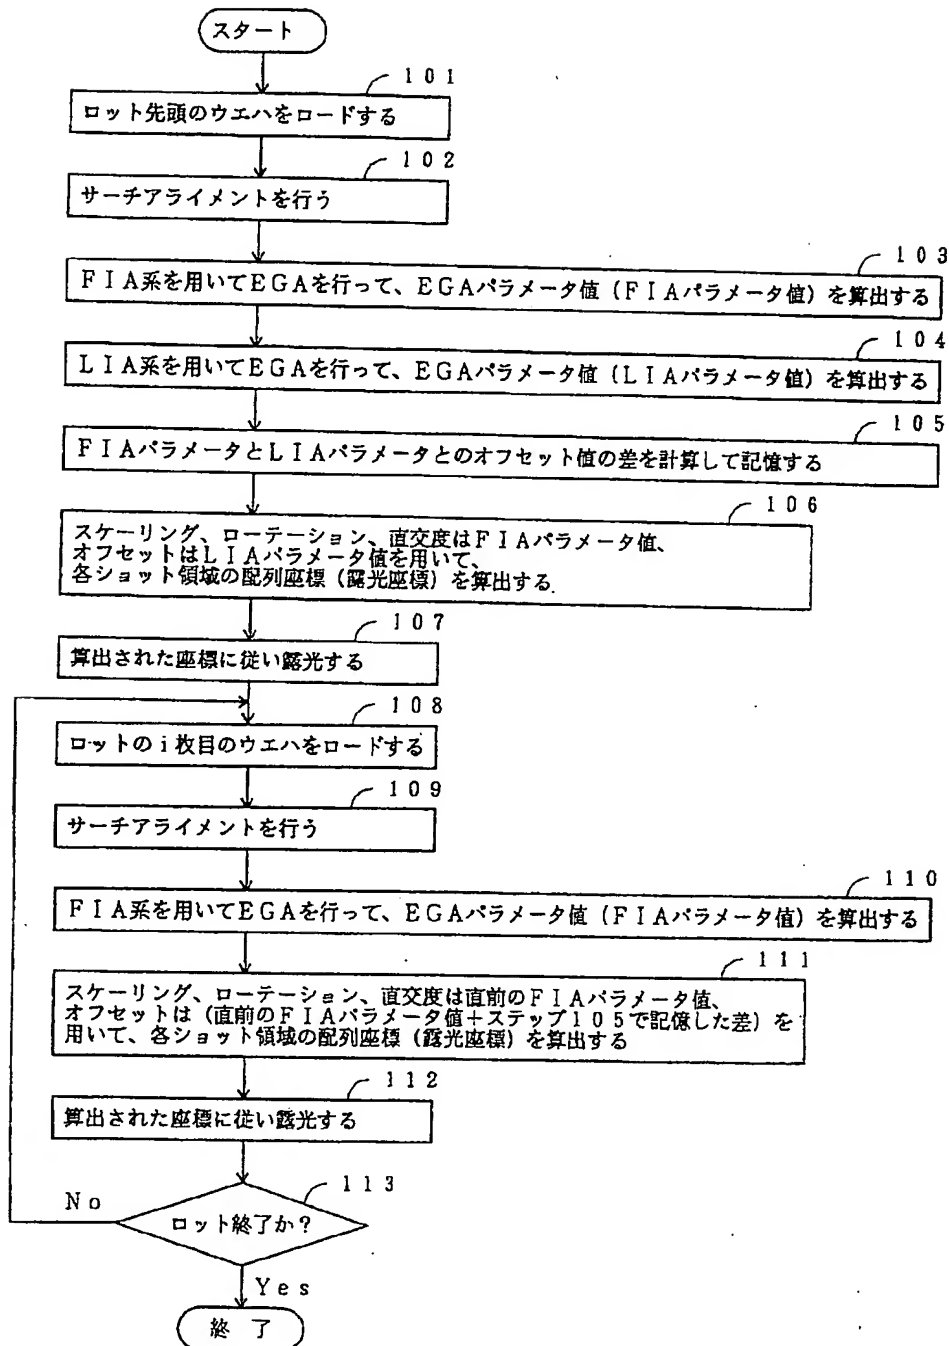 スタート
101
ロット先頭のウエハをロードする
102
サーチアライメントを行う
103
FIA系を用いてEGAを行って、EGAパラメータ値（FIAパラメータ値）を算出する
104
LIA系を用いてEGAを行って、EGAパラメータ値（LIAパラメータ値）を算出する
105
FIAパラメータとLIAパラメータとのオフセット値の差を計算して記憶する
106
スケーリング、ローテーション、直交度はFIAパラメータ値、
オフセットはLIAパラメータ値を用いて、
各ショット領域の配列座標（露光座標）を算出する
107
算出された座標に従い露光する
108
ロットのi枚目のウエハをロードする
109
サーチアライメントを行う
110
FIA系を用いてEGAを行って、EGAパラメータ値（FIAパラメータ値）を算出する
111
スケーリング、ローテーション、直交度は直前のFIAパラメータ値、
オフセットは（直前のFIAパラメータ値+ステップ105で記憶した差）を
用いて、各ショット領域の配列座標（露光座標）を算出する
112
算出された座標に従い露光する
113
No
ロット終了か？
Yes
終 了